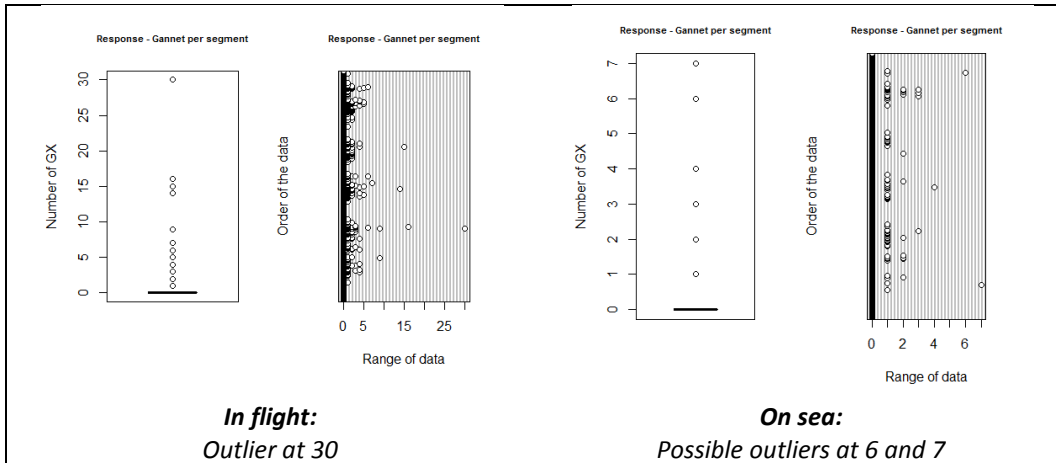 Response - Gannet per segment
Number of GX
0
5
10
15
20
25
30
Response - Gannet per segment
Order of the data
0 5 15 25
Range of data
In flight:
Outlier at 30
Response - Gannet per segment
Number of GX
0
1
2
3
4
5
6
7
Response - Gannet per segment
Order of the data
0 2 4 6
Range of data
On sea:
Possible outliers at 6 and 7